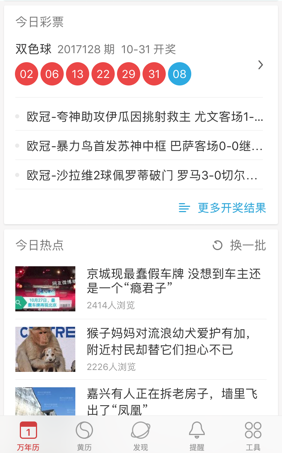 今日彩票
双色球 2017128 期 10-31 开奖
02 06 13 22 29 31 08
欧冠-夸神助攻伊瓜因挑射救主 尤文客场1-...
欧冠-暴力鸟首发苏神中框 巴萨客场0-0继...
欧冠-沙拉维2球佩罗蒂破门 罗马3-0切尔...
更多开奖结果
今日热点
换一批
京城现最蠢假车牌 没想到车主还
是一个“瘾君子”
2414人浏览
猴子妈妈对流浪幼犬爱护有加，
附近村民却替它们担心不已
2226人浏览
嘉兴有人正在拆老房子，墙里飞
出了“凤凰”
1
万年历
黄历
发现
提醒
工具